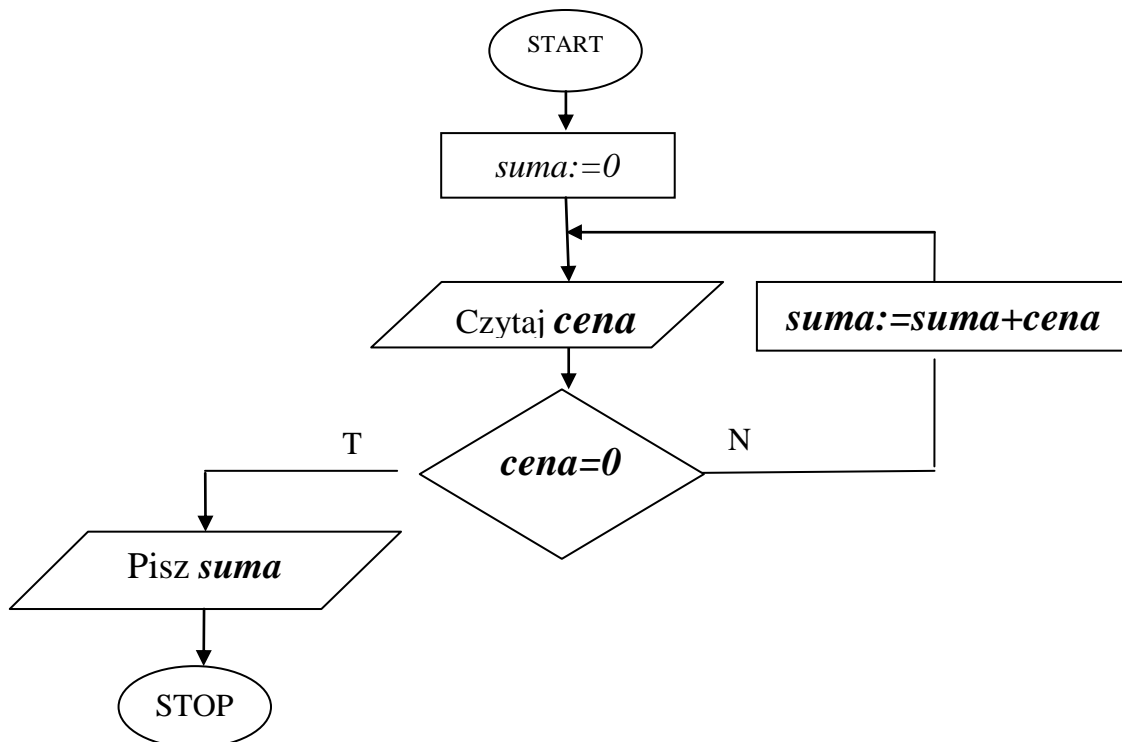 START
suma:=0
Czytaj cena
suma:=suma+cena
T
N
cena=0
Pisz suma
STOP